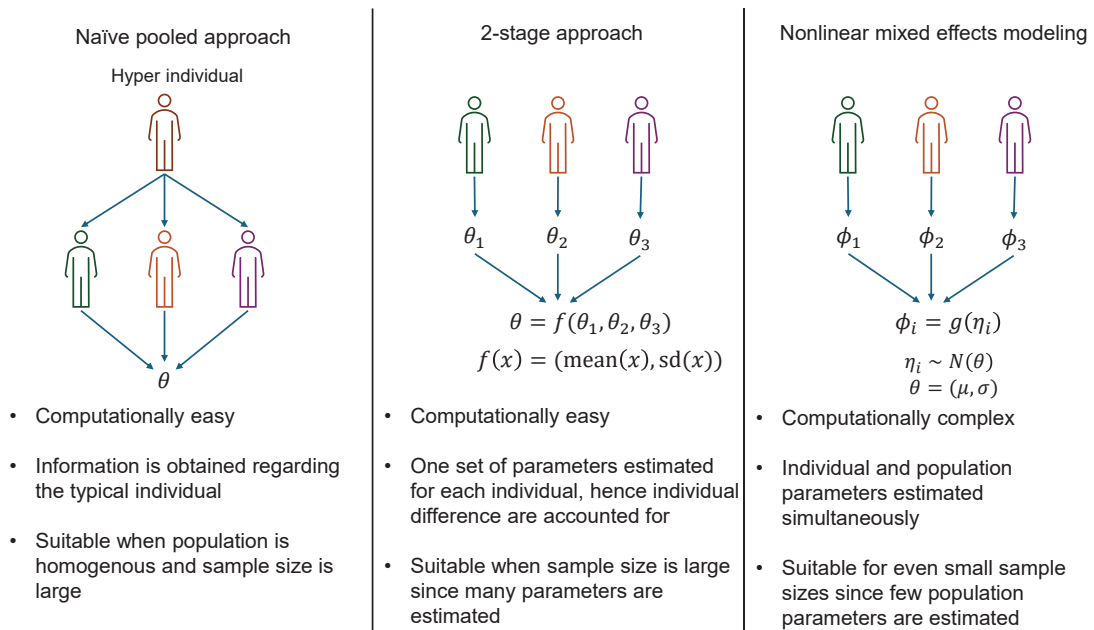 Naïve pooled approach
Hyper individual
θ
• Computationally easy
• Information is obtained regarding
the typical individual
• Suitable when population is
homogenous and sample size is
large
2-stage approach
θ₁ θ₂ θ₃
θ = f(θ₁, θ₂, θ₃)
f(x) = (mean(x), sd(x))
• Computationally easy
• One set of parameters estimated
for each individual, hence individual
difference are accounted for
• Suitable when sample size is large
since many parameters are
estimated
Nonlinear mixed effects modeling
ϕ₁ ϕ₂ ϕ₃
ϕᵢ = g(ηᵢ)
ηᵢ ~ N(θ)
θ = (μ, σ)
• Computationally complex
• Individual and population
parameters estimated
simultaneously
• Suitable for even small sample
sizes since few population
parameters are estimated